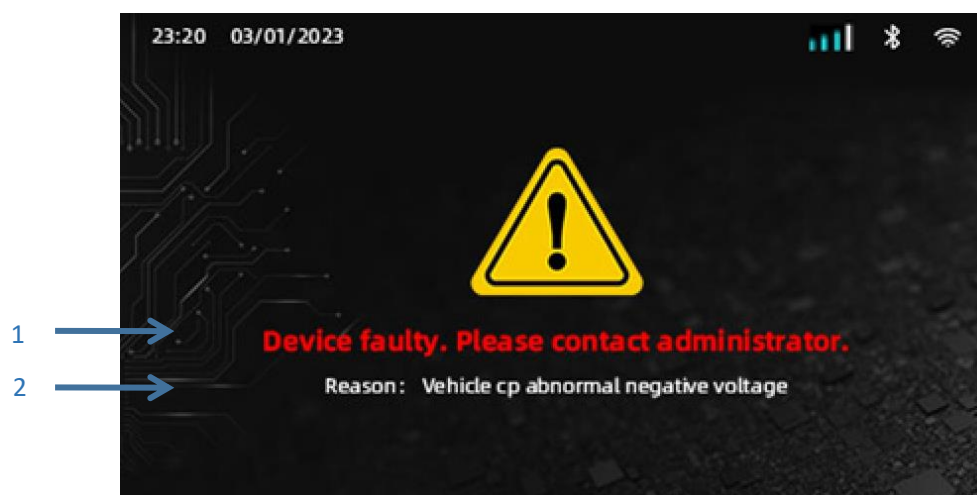 23:20 03/01/2023
1
Device faulty. Please contact administrator.
2
Reason: Vehicle cp abnormal negative voltage